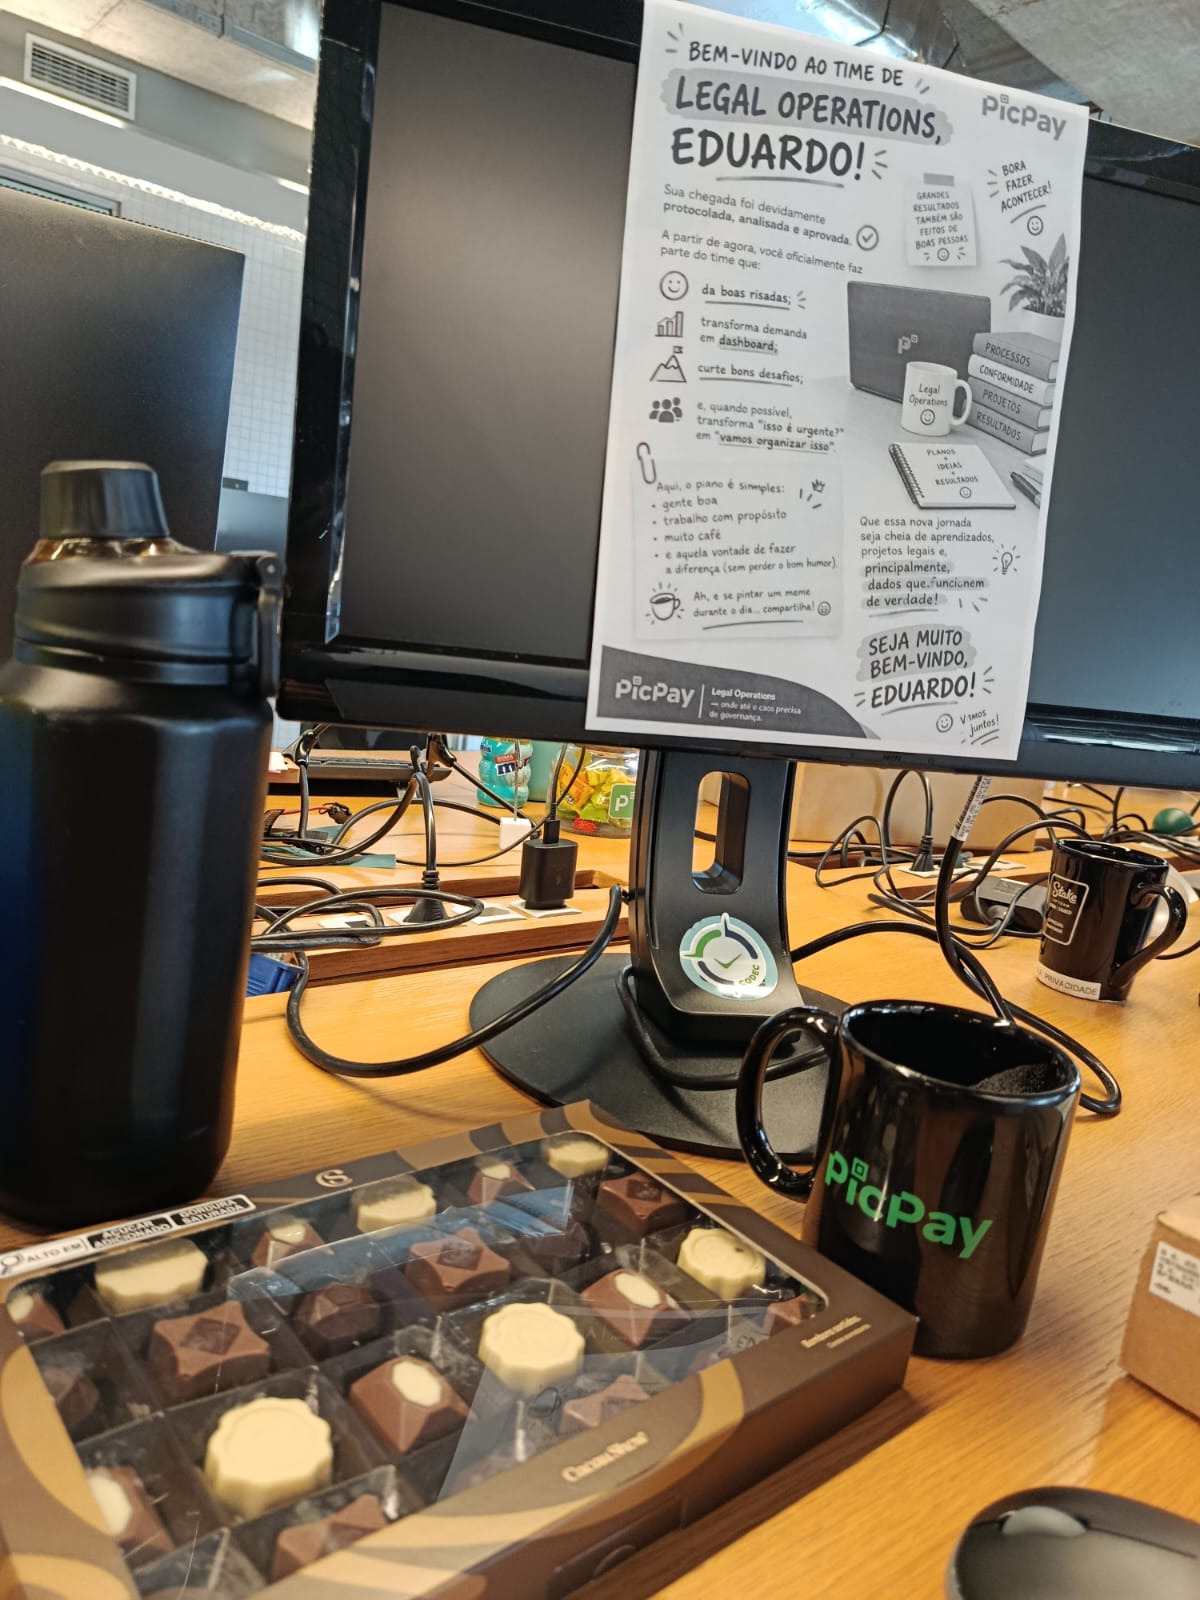 BEM-VINDO AO TIME DE
LEGAL OPERATIONS,
EDUARDO!
PicPay
Sua chegada foi devidamente
protocolada, analisada e aprovada.
A partir de agora, você oficialmente faz
parte do time que:
da boas risadas;
transforma demanda
em dashboard;
curte bons desafios;
e, quando possível,
transforma "isso é urgente?"
em "vamos organizar isso".
GRANDES
RESULTADOS
TAMBÉM SÃO
FEITOS DE
BOAS PESSOAS
BORA
FAZER
ACONTECER!
Legal
Operations
PROCESSOS
CONFORMIDADE
PROJETOS
RESULTADOS
PLANOS
+
IDEIAS
+
RESULTADOS
Aqui, o piano é simmples:
• gente boa
• trabalho com propósito
• muito café
• e aquela vontade de fazer
a diferença (sem perder o bom humor).
Ah, e se pintar um meme
durante o dia... compartilha!
Que essa nova jornada
seja cheia de aprendizados,
projetos legais e,
principalmente,
dados que funcionem
de verdade!
SEJA MUITO
BEM-VINDO,
EDUARDO!
VAMOS
juntos!
PicPay
Legal Operations
— onde até o caos precisa
de governança.
Stake
PRIVACIDADE
PicPay
ALTO EM
AÇÚCAR
ADICIONADO
GORDURA
SATURADA
Cacau Show